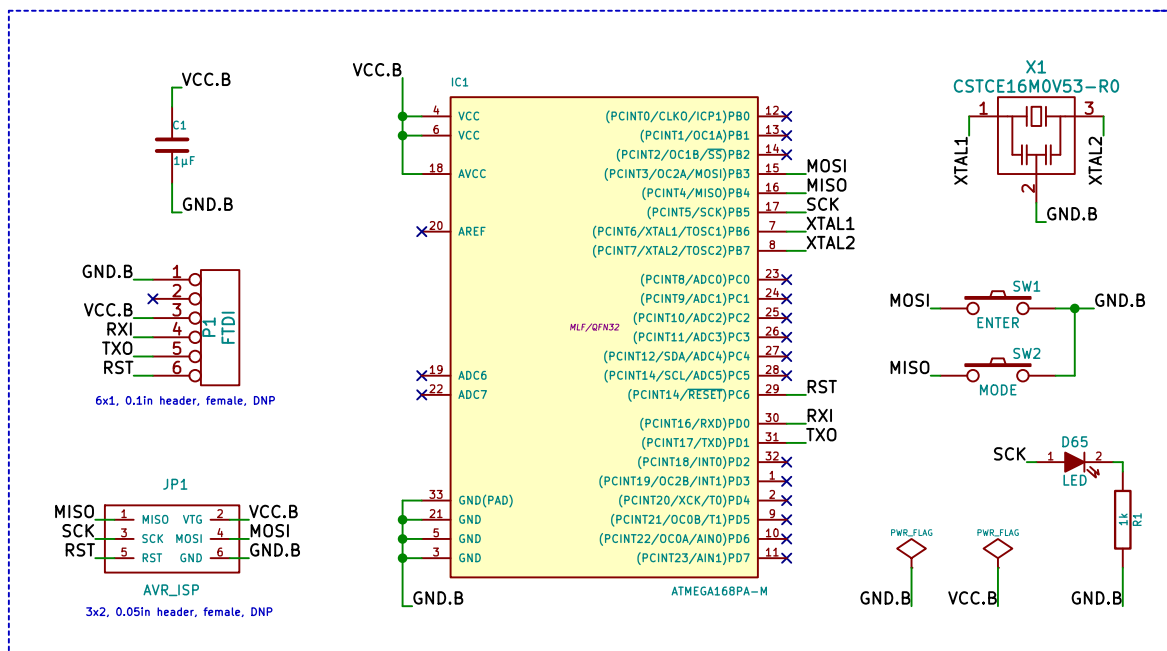 VCC.B
C1
1µF
GND.B
GND.B 1
2
VCC.B 3
RXI 4
TXO 5
RST 6
P1
FTDI
6x1, 0.1in header, female, DNP
JP1
MISO 1 MISO VTG 2 VCC.B
SCK 3 SCK MOSI 4 MOSI
RST 5 RST GND 6 GND.B
AVR_ISP
3x2, 0.05in header, female, DNP
VCC.B
IC1
4 VCC (PCINT0/CLKO/ICP1)PB0 12
6 VCC (PCINT1/OC1A)PB1 13
(PCINT2/OC1B/SS)PB2 14
18 AVCC (PCINT3/OC2A/MOSI)PB3 15 MOSI
(PCINT4/MISO)PB4 16 MISO
(PCINT5/SCK)PB5 17 SCK
20 AREF (PCINT6/XTAL1/TOSC1)PB6 7 XTAL1
(PCINT7/XTAL2/TOSC2)PB7 8 XTAL2
(PCINT8/ADC0)PC0 23
(PCINT9/ADC1)PC1 24
(PCINT10/ADC2)PC2 25
MLF/QFN32
(PCINT11/ADC3)PC3 26
(PCINT12/SDA/ADC4)PC4 27
19 ADC6 (PCINT14/SCL/ADC5)PC5 28
22 ADC7 (PCINT14/RESET)PC6 29 RST
(PCINT16/RXD)PD0 30 RXI
(PCINT17/TXD)PD1 31 TXO
(PCINT18/INT0)PD2 32
(PCINT19/OC2B/INT1)PD3 1
33 GND(PAD) (PCINT20/XCK/T0)PD4 2
21 GND (PCINT21/OC0B/T1)PD5 9
5 GND (PCINT22/OC0A/AIN0)PD6 10
3 GND (PCINT23/AIN1)PD7 11
GND.B
ATMEGA168PA-M
X1
CSTCE16M0V53-R0
1 3
XTAL1
XTAL2
2
GND.B
SW1
MOSI GND.B
ENTER
SW2
MISO
MODE
D65
SCK 1 2
LED
1k
R1
GND.B
PWR_FLAG
GND.B
PWR_FLAG
VCC.B